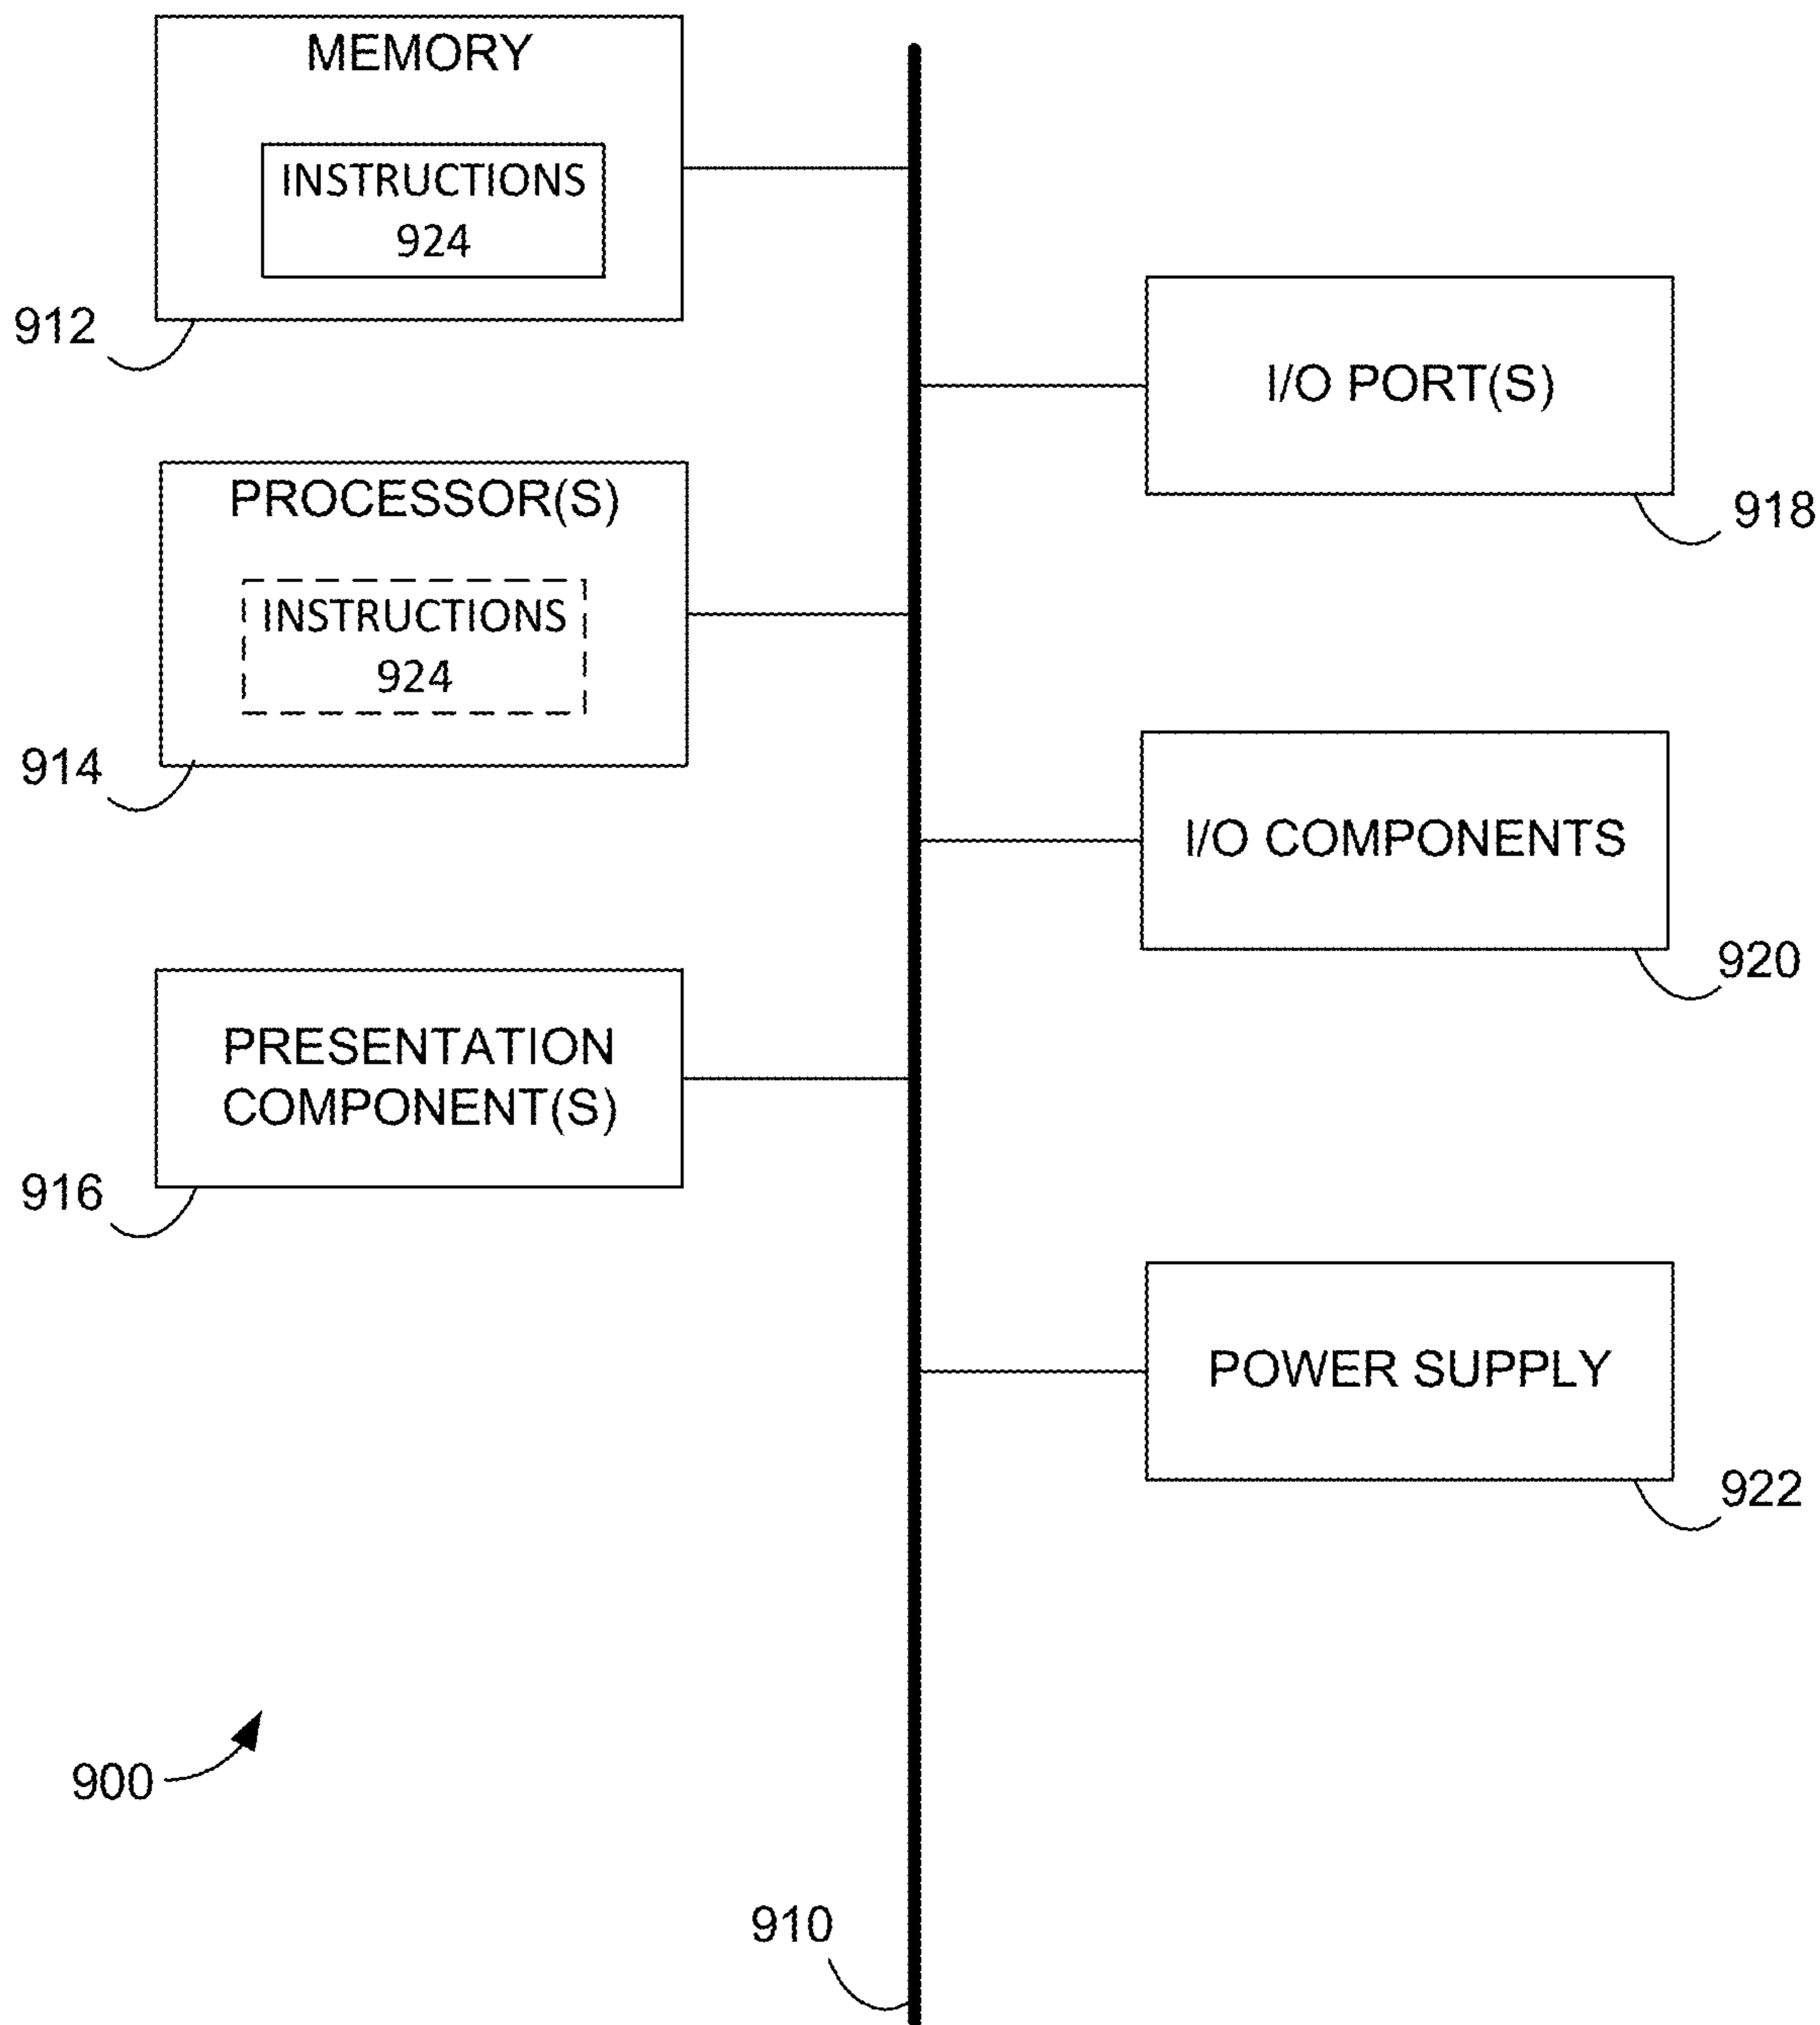 MEMORY
INSTRUCTIONS
924
912
I/O PORT(S)
918
PROCESSOR(S)
INSTRUCTIONS
924
914
I/O COMPONENTS
920
PRESENTATION
COMPONENT(S)
916
POWER SUPPLY
922
900
910